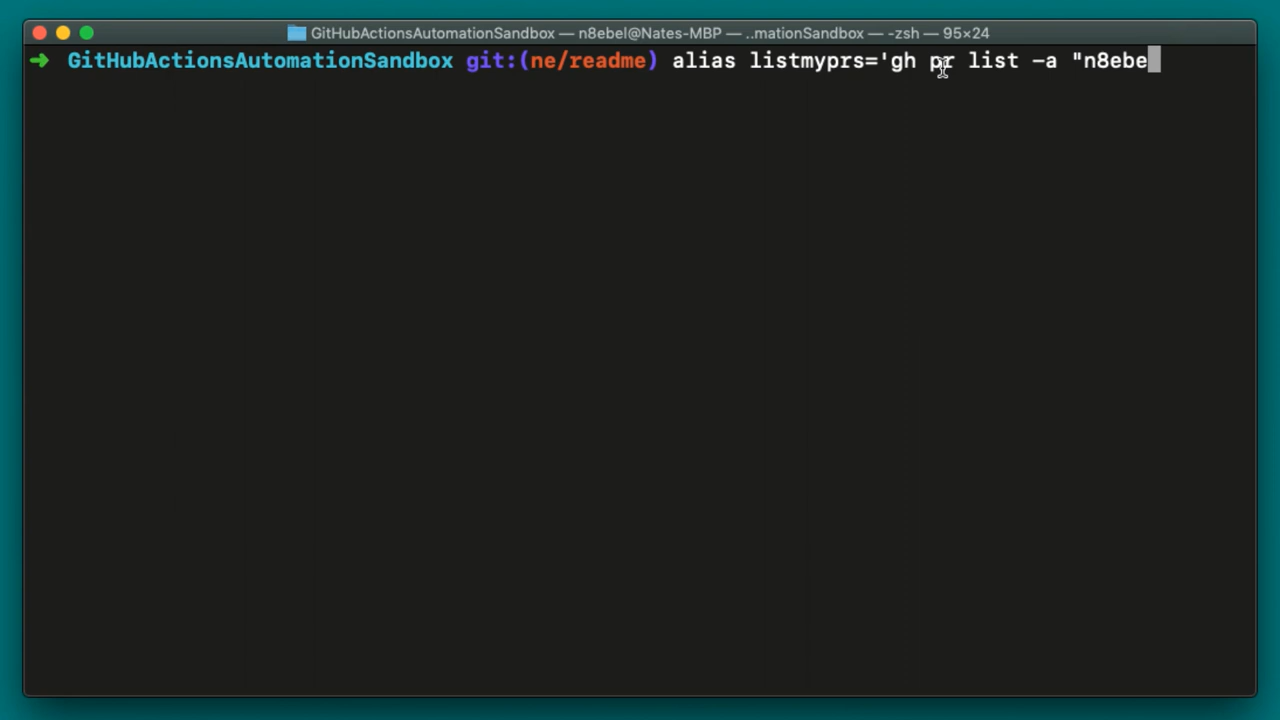 GitHubActionsAutomationSandbox — n8ebel@Nates-MBP — ..mationSandbox — -zsh — 95×24
➜ GitHubActionsAutomationSandbox git:(ne/readme) alias listmyprs='gh pr list -a "n8ebe